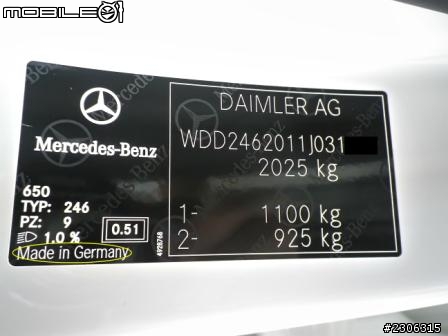 MOBILE01
Mercedes-Benz
650
TYP: 246
PZ: 9
1.0 %
0.51
Made in Germany
4928768
DAIMLER AG
WDD2462011J031
2025 kg
1- 1100 kg
2- 925 kg
#2306315